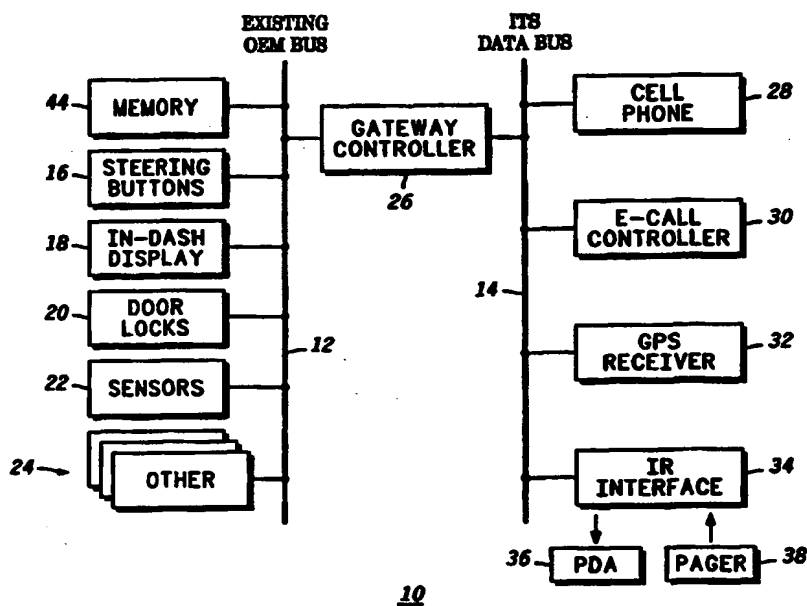 EXISTING
OEM BUS
ITS
DATA BUS
44
MEMORY
GATEWAY
CONTROLLER
26
CELL
PHONE
28
16
STEERING
BUTTONS
18
IN-DASH
DISPLAY
E-CALL
CONTROLLER
30
14
20
DOOR
LOCKS
12
GPS
RECEIVER
32
22
SENSORS
24
OTHER
IR
INTERFACE
34
36
PDA
PAGER
38
10